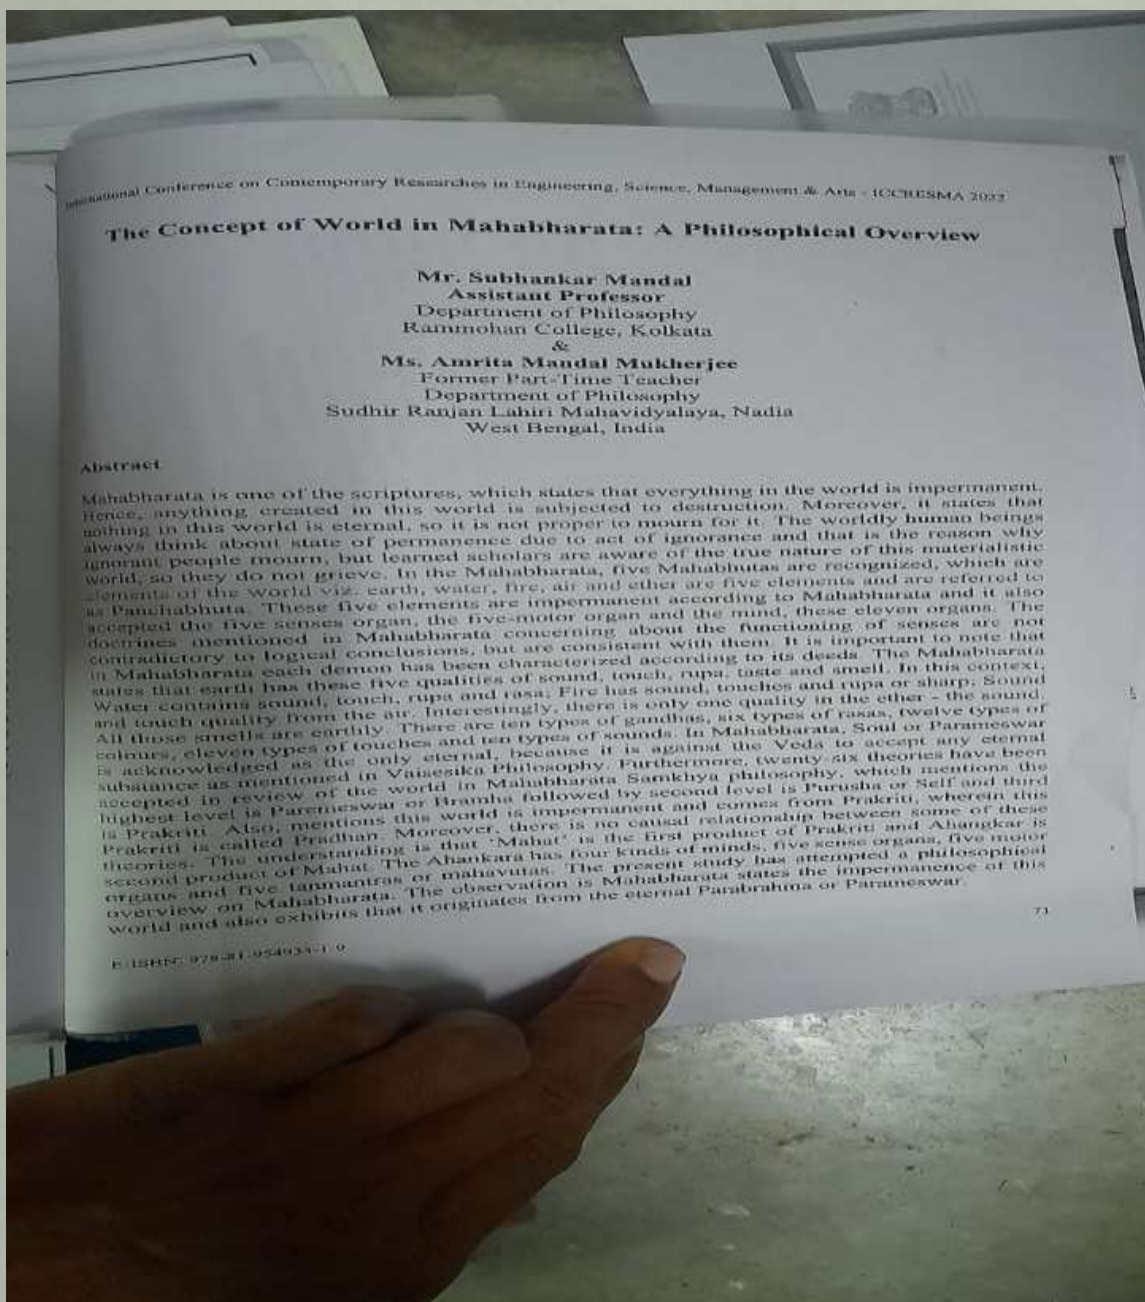 International Conference on Contemporary Researches in Engineering, Science, Management & Arts - ICCRESMA 2022
The Concept of World in Mahabharata: A Philosophical Overview
Mr. Subhankar Mandal
Assistant Professor
Department of Philosophy
Rammohan College, Kolkata
&
Ms. Amrita Mandal Mukherjee
Former Part-Time Teacher
Department of Philosophy
Sudhir Ranjan Lahiri Mahavidyalaya, Nadia
West Bengal, India
Abstract
Mahabharata is one of the scriptures, which states that everything in the world is impermanent.
Hence, anything created in this world is subjected to destruction. Moreover, it states that
nothing in this world is eternal, so it is not proper to mourn for it. The worldly human beings
always think about state of permanence due to act of ignorance and that is the reason why
ignorant people mourn, but learned scholars are aware of the true nature of this materialistic
world, so they do not grieve. In the Mahabharata, five Mahabhutas are recognized, which are
elements of the world viz. earth, water, fire, air and ether are five elements and are referred to
as Panchabhuta. These five elements are impermanent according to Mahabharata and it also
accepted the five senses organ, the five-motor organ and the mind, these eleven organs. The
doctrines mentioned in Mahabharata concerning about the functioning of senses are not
contradictory to logical conclusions, but are consistent with them. It is important to note that
in Mahabharata each demon has been characterized according to its deeds. The Mahabharata
states that earth has these five qualities of sound, touch, rupa, taste and smell. In this context,
Water contains sound, touch, rupa and rasa; Fire has sound, touches and rupa or sharp; Sound
and touch quality from the air. Interestingly, there is only one quality in the ether - the sound.
All those smells are earthly. There are ten types of gandhas, six types of rasas, twelve types of
colours, eleven types of touches and ten types of sounds. In Mahabharata, Soul or Parameswar
is acknowledged as the only eternal, because it is against the Veda to accept any eternal
substance as mentioned in Vaisesika Philosophy. Furthermore, twenty-six theories have been
accepted in review of the world in Mahabharata Samkhya philosophy, which mentions the
highest level is Paremeswar or Bramha followed by second level is Purusha or Self and third
is Prakriti. Also, mentions this world is impermanent and comes from Prakriti, wherein this
Prakriti is called Pradhan. Moreover, there is no causal relationship between some of these
theories. The understanding is that 'Mahat' is the first product of Prakriti and Ahangkar is
second product of Mahat. The Ahankara has four kinds of minds, five sense organs, five motor
organs and five tanmantras or mahavutas. The present study has attempted a philosophical
overview on Mahabharata. The observation is Mahabharata states the impermanence of this
world and also exhibits that it originates from the eternal Parabrahma or Parameswar.
71
E-ISBN: 978-81-954933-1-9